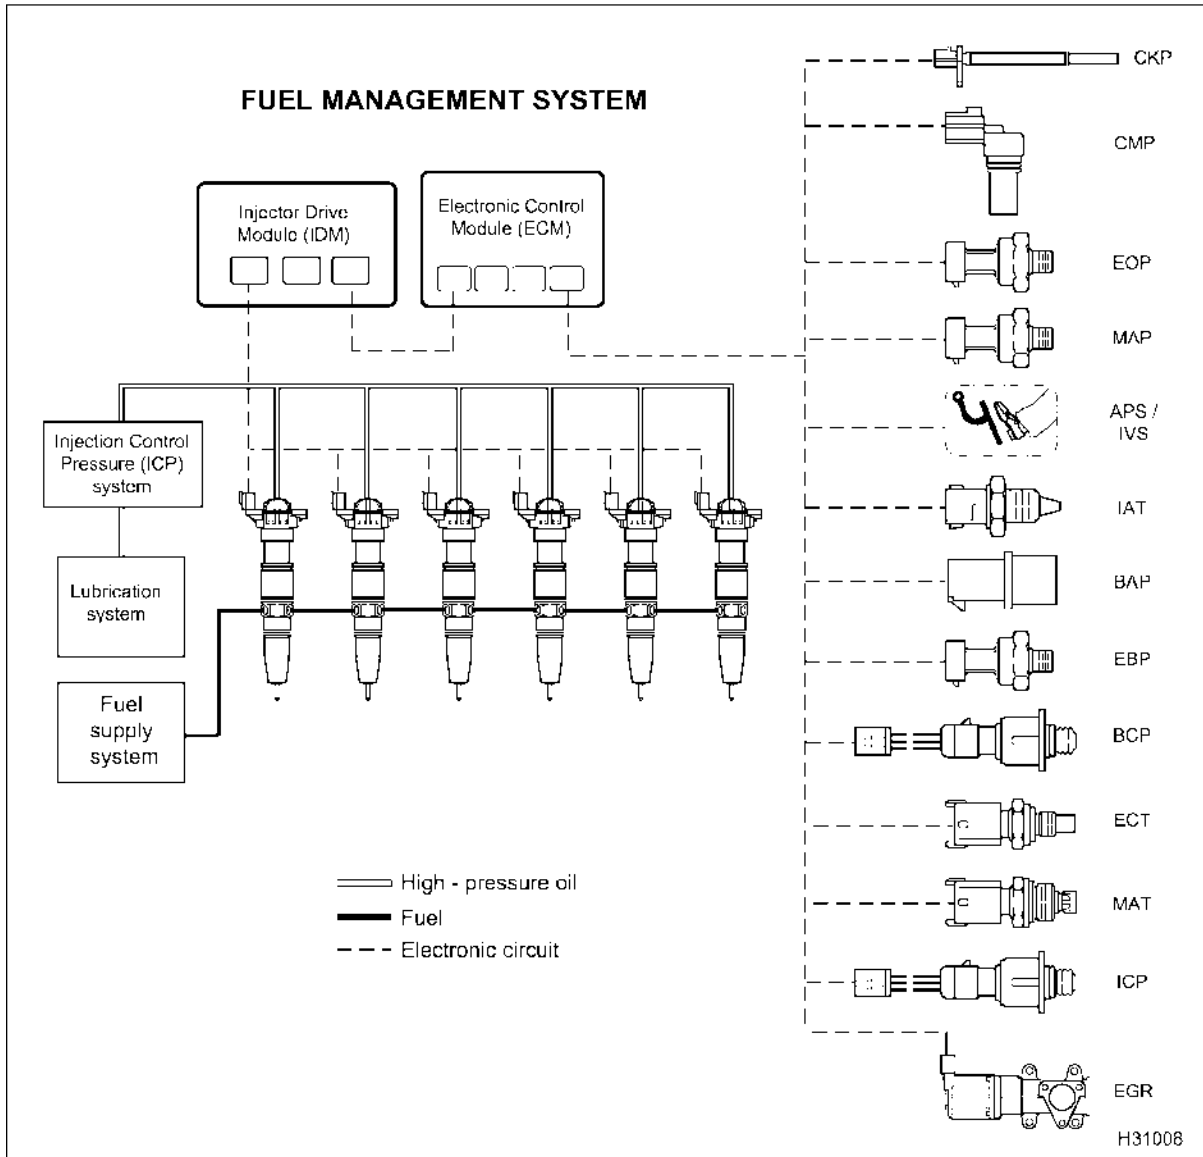 FUEL MANAGEMENT SYSTEM
Injector Drive
Module (IDM)
Electronic Control
Module (ECM)
Injection Control
Pressure (ICP)
system
Lubrication
system
Fuel
supply
system
High - pressure oil
Fuel
Electronic circuit
CKP
CMP
EOP
MAP
APS /
IVS
IAT
BAP
EBP
BCP
ECT
MAT
ICP
EGR
H31008